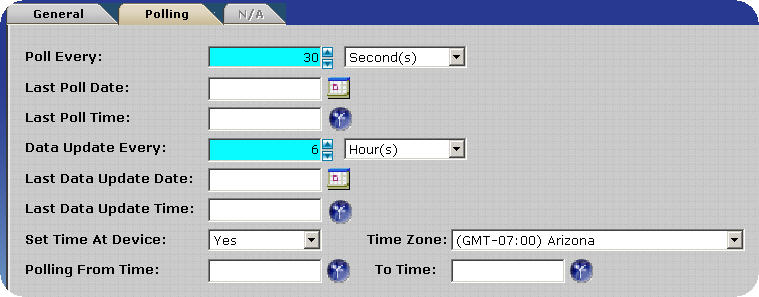 General Polling N/A
Poll Every: 30 Second(s)
Last Poll Date:
Last Poll Time:
Data Update Every: 6 Hour(s)
Last Data Update Date:
Last Data Update Time:
Set Time At Device: Yes Time Zone: (GMT-07:00) Arizona
Polling From Time: To Time: